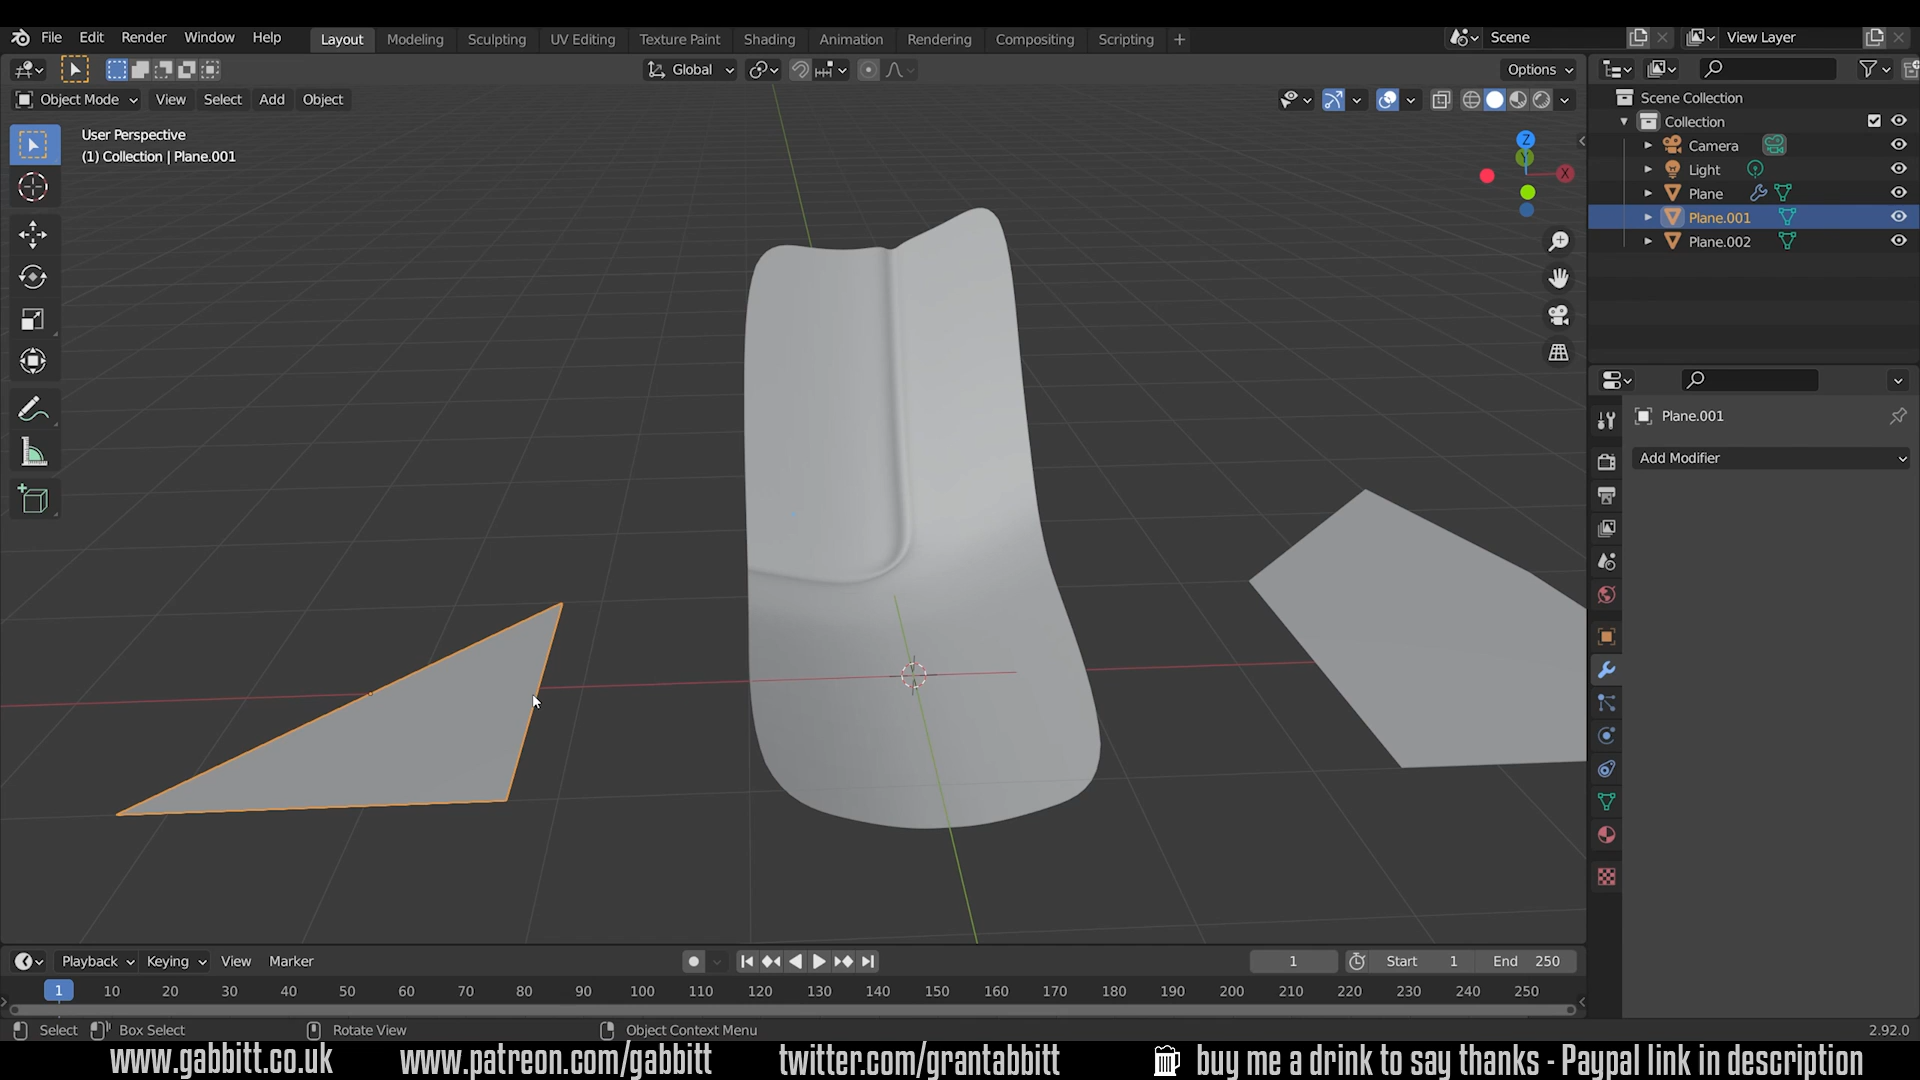 File Edit Render Window Help Layout Modeling Sculpting UV Editing Texture Paint Shading Animation Rendering Compositing Scripting + Scene View Layer
Global Options
Object Mode View Select Add Object
User Perspective
(1) Collection | Plane.001
Z
Y
X
Scene Collection
Collection
Camera
Light
Plane
Plane.001
Plane.002
Plane.001
Add Modifier
Playback Keying View Marker 1 Start 1 End 250
1 10 20 30 40 50 60 70 80 90 100 110 120 130 140 150 160 170 180 190 200 210 220 230 240 250
Select Box Select Rotate View Object Context Menu 2.92.0
www.gabbitt.co.uk www.patreon.com/gabbitt twitter.com/grantabbitt buy me a drink to say thanks - Paypal link in description